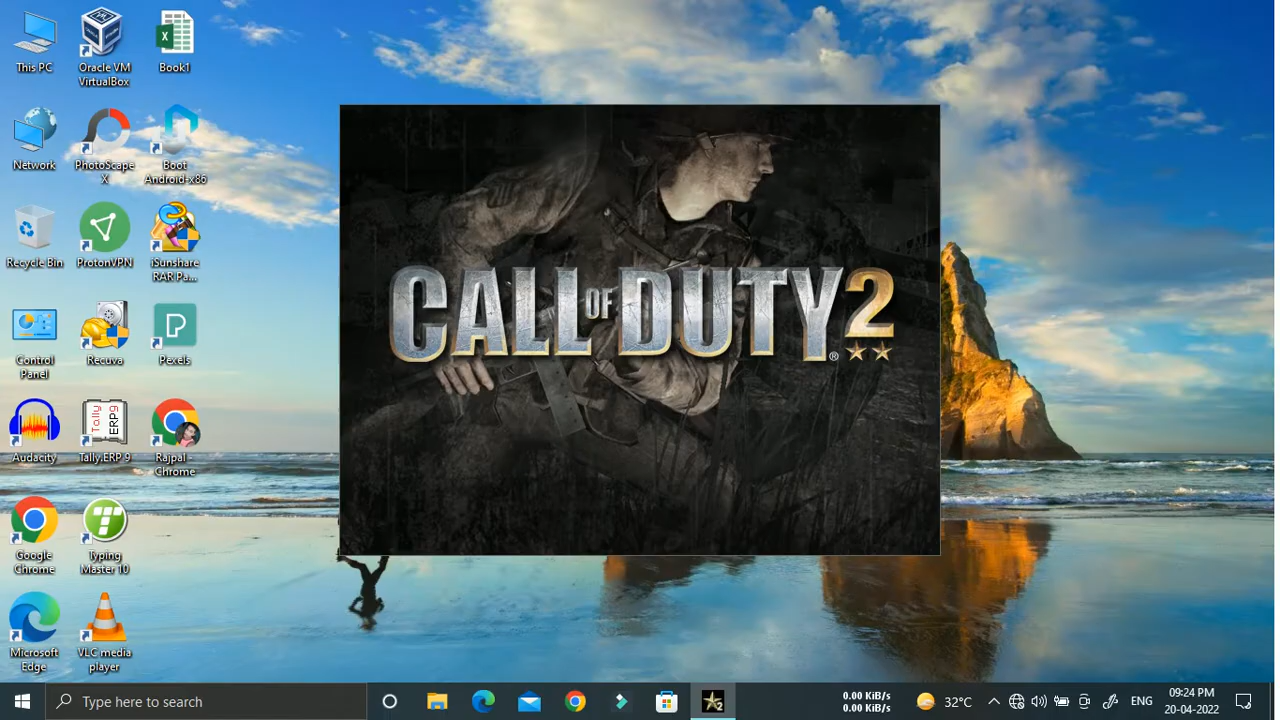 This PC
Oracle VM
VirtualBox
Book1
Network
PhotoScape
X
Boot
Android-x86
Recycle Bin
ProtonVPN
iSunshare
RAR Pa...
Control
Panel
Recuva
Pexels
Audacity
Tally
ERP9
Tally.ERP 9
Rajpal -
Chrome
Google
Chrome
Typing
Master 10
Microsoft
Edge
VLC media
player
CALL OF DUTY 2
®
Type here to search
2
0.00 KiB/s
0.00 KiB/s
32°C
ENG
09:24 PM
20-04-2022